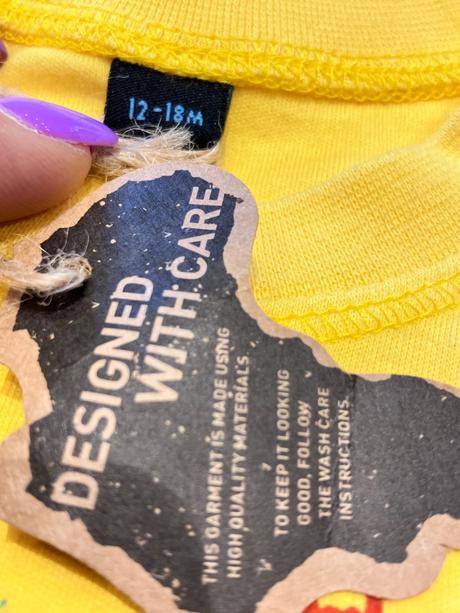 12-18M
DESIGNED
WITH CARE
THIS GARMENT IS MADE USING
HIGH QUALITY MATERIALS.
TO KEEP IT LOOKING
GOOD, FOLLOW
THE WASH CARE
INSTRUCTIONS.